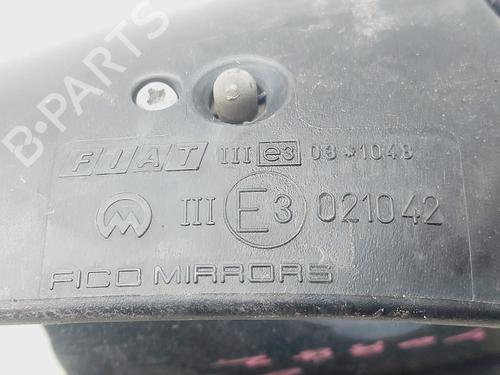 B-PARTS
FIAT III e3 03*1048
M III E3 021042
FICO MIRRORS